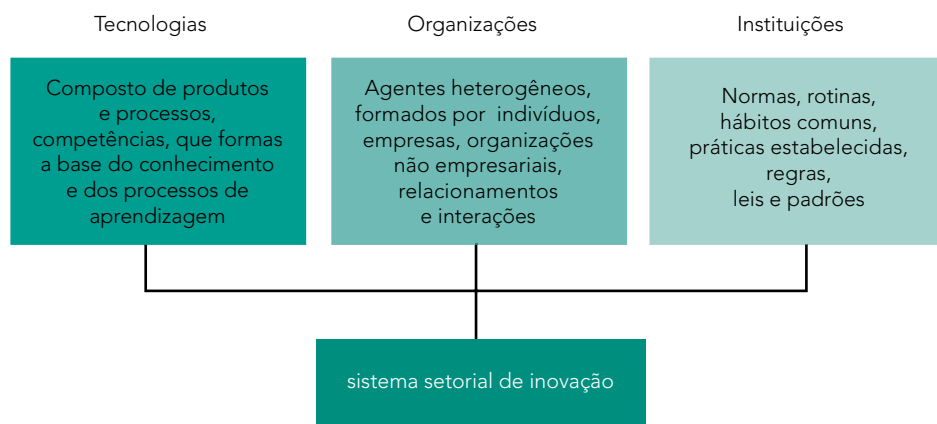 Tecnologias
Composto de produtos
e processos,
competências, que formas
a base do conhecimento
e dos processos de
aprendizagem
Organizações
Agentes heterogêneos,
formados por indivíduos,
empresas, organizações
não empresariais,
relacionamentos
e interações
Instituições
Normas, rotinas,
hábitos comuns,
práticas estabelecidas,
regras,
leis e padrões
sistema setorial de inovação